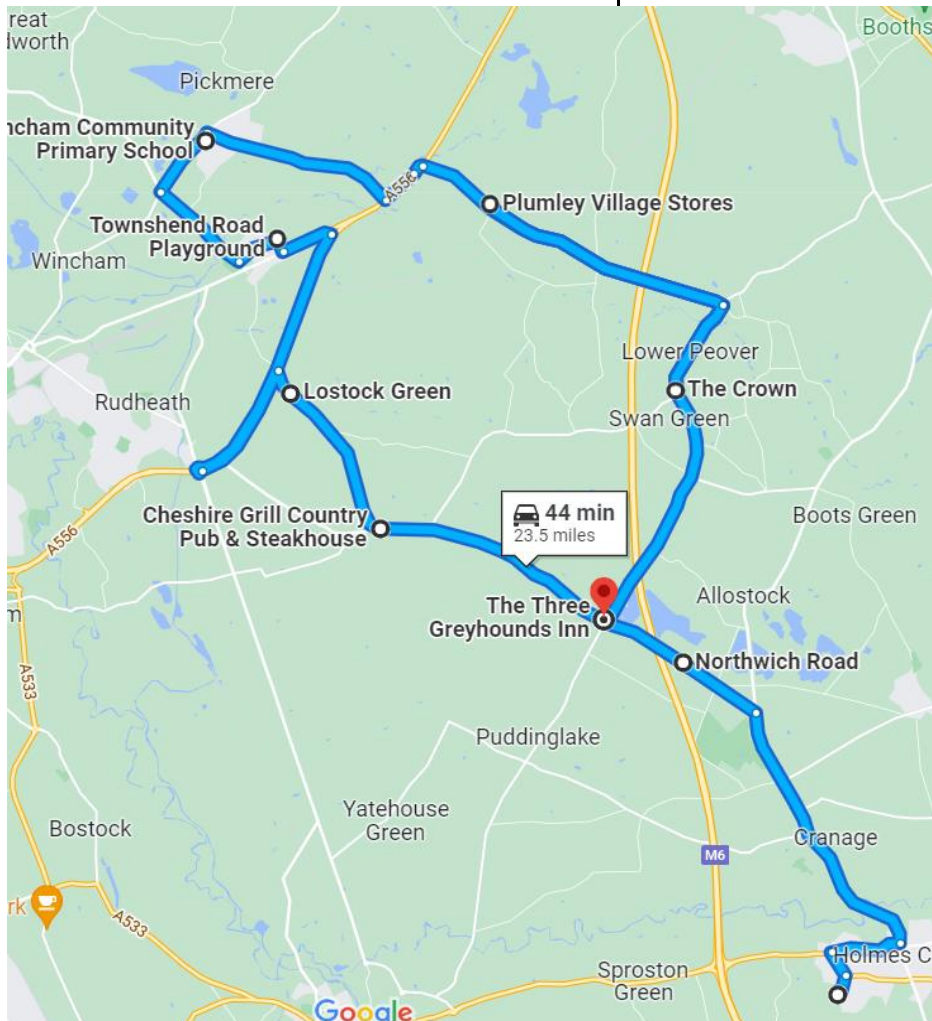 reat
dworth
Booths
Pickmere
ncham Community
Primary School
A556
Plumley Village Stores
Townshend Road
Playground
Wincham
Lower Peover
The Crown
Lostock Green
Rudheath
Swan Green
44 min
23.5 miles
Cheshire Grill Country
Pub & Steakhouse
Boots Green
A556
The Three
Greyhounds Inn
Allostock
m
Northwich Road
A533
Puddinglake
Yatehouse
Green
Bostock
Cranage
M6
rk
A533
Holmes C
Sproston
Green
Google